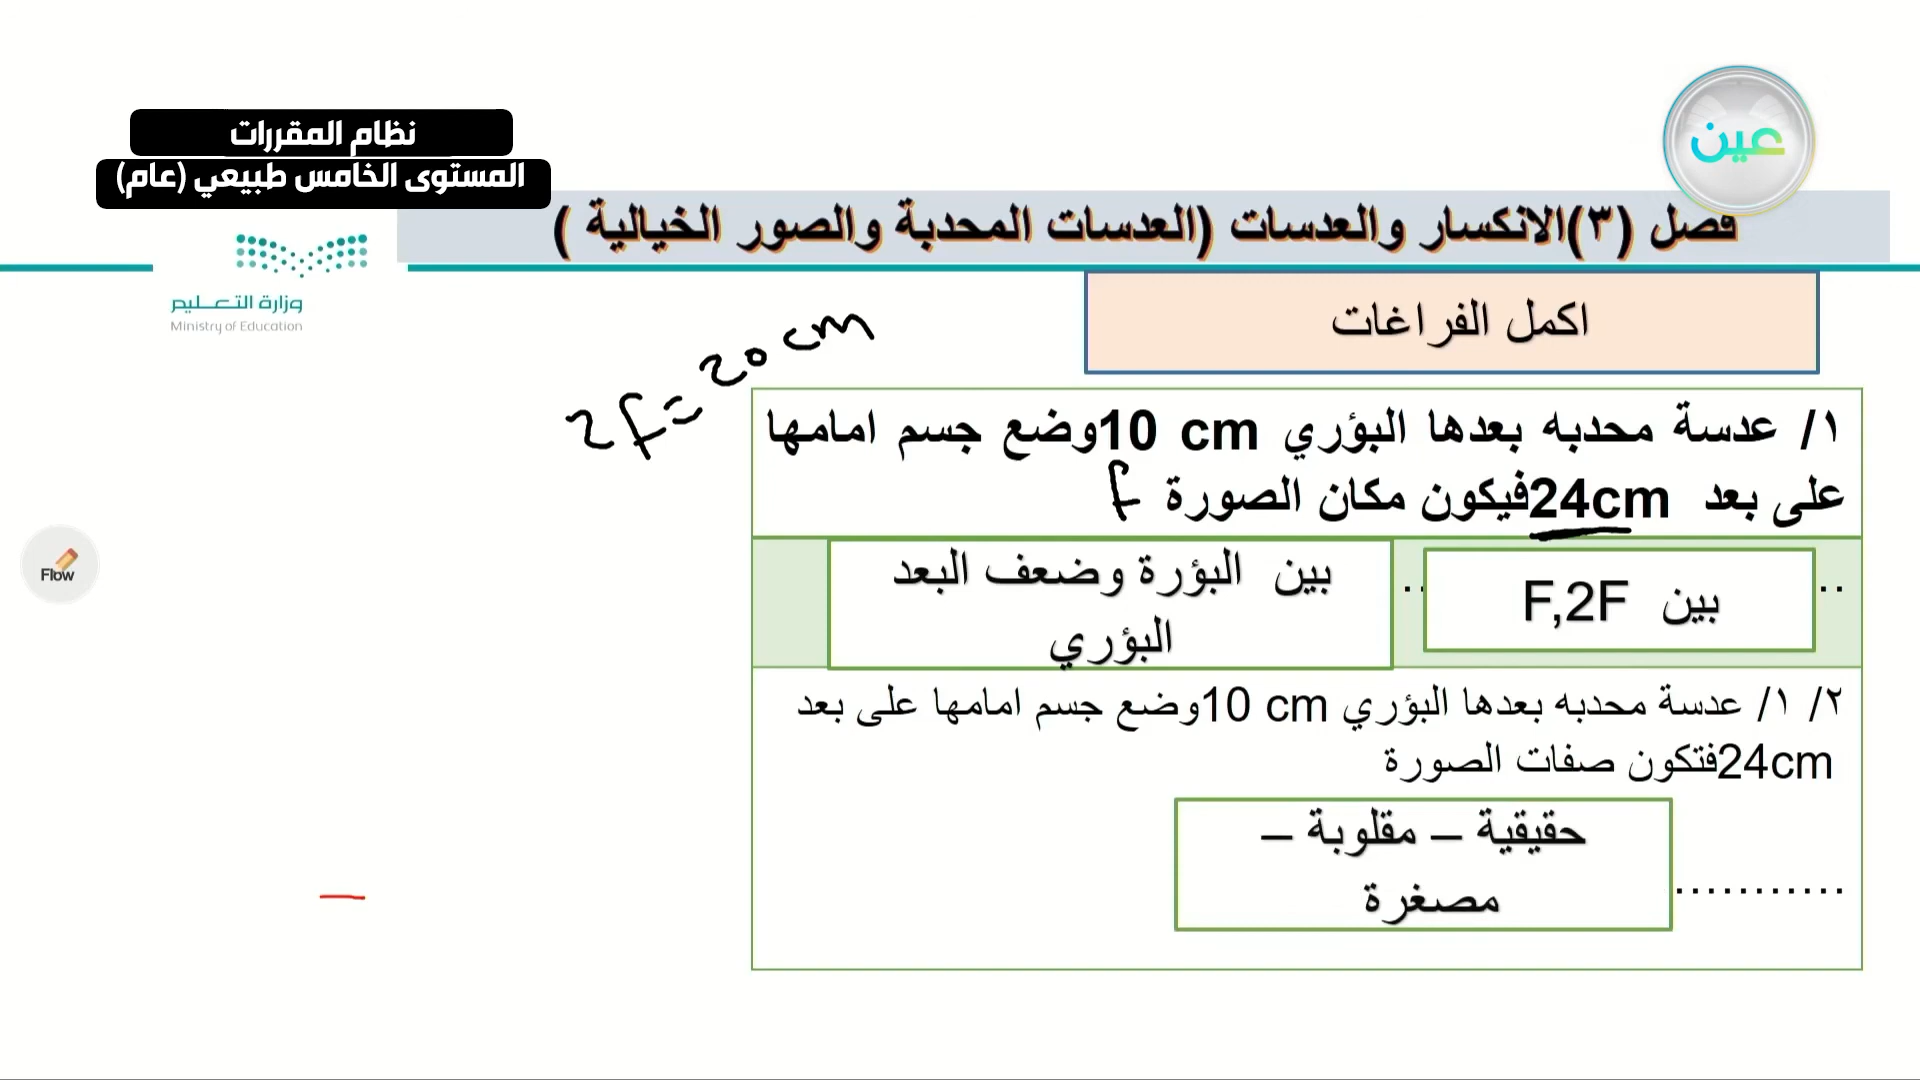 عين
نظام المقررات
المستوى الخامس طبيعي (عام)
فصل (٣)الانكسار والعدسات (العدسات المحدبة والصور الخيالية )
وزارة التعليم
Ministry of Education
اكمل الفراغات
2f=20cm
١/ عدسة محدبه بعدها البؤري 10 cmوضع جسم امامها
على بعد 24cmفيكون مكان الصورة
f
بين F,2F
بين البؤرة وضعف البعد
البؤري
Flow
٢/ ١/ عدسة محدبه بعدها البؤري 10 cmوضع جسم امامها على بعد
24cmفتكون صفات الصورة
حقيقية – مقلوبة –
مصغرة
...........